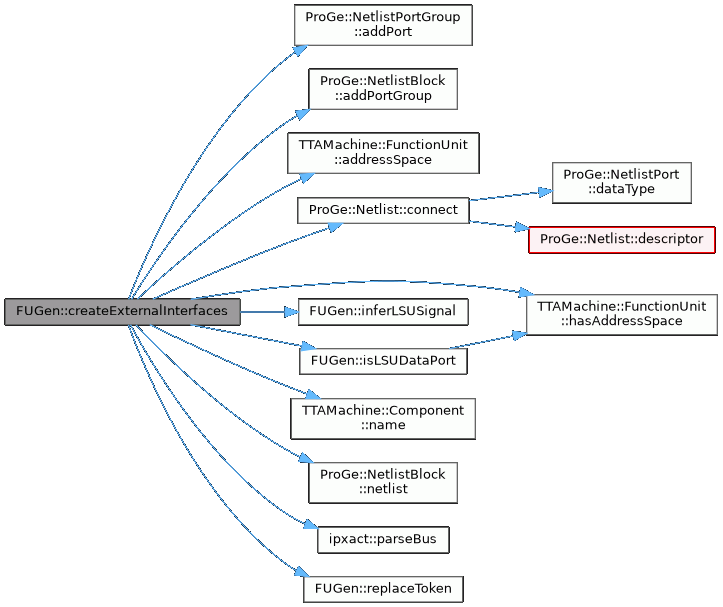 ProGe::NetlistPortGroup
::addPort
ProGe::NetlistBlock
::addPortGroup
TTAMachine::FunctionUnit
::addressSpace
ProGe::NetlistPort
::dataType
ProGe::Netlist::connect
ProGe::Netlist::descriptor
FUGen::createExternalInterfaces
FUGen::inferLSUSignal
TTAMachine::FunctionUnit
::hasAddressSpace
FUGen::isLSUDataPort
TTAMachine::Component
::name
ProGe::NetlistBlock
::netlist
ipxact::parseBus
FUGen::replaceToken